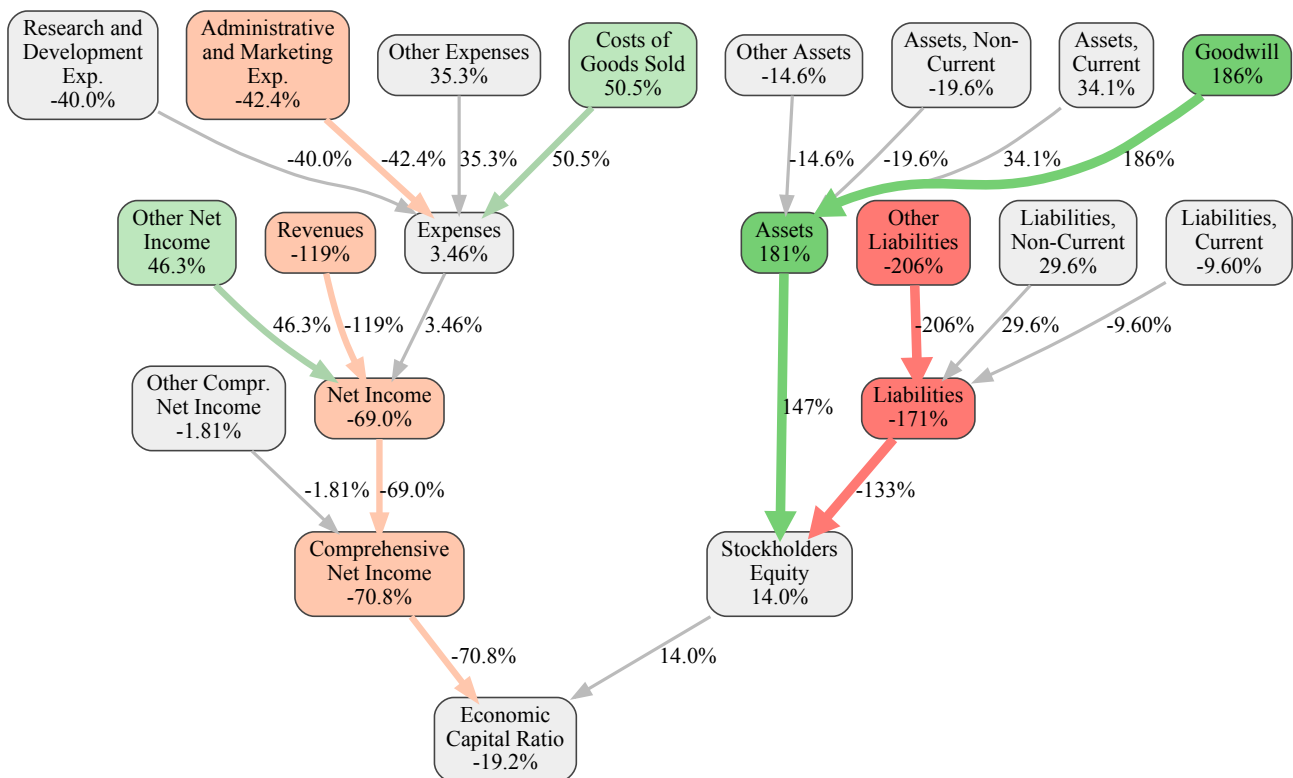 Research and
Development
Exp.
-40.0%
Administrative
and Marketing
Exp.
-42.4%
Other Expenses
35.3%
Costs of
Goods Sold
50.5%
Other Assets
-14.6%
Assets, Non-
Current
-19.6%
Assets,
Current
34.1%
Goodwill
186%
-40.0%
-42.4%
35.3%
50.5%
-14.6%
-19.6%
34.1%
186%
Other Net
Income
46.3%
Revenues
-119%
Expenses
3.46%
Assets
181%
Other
Liabilities
-206%
Liabilities,
Non-Current
29.6%
Liabilities,
Current
-9.60%
46.3%
-119%
3.46%
-206%
29.6%
-9.60%
Other Compr.
Net Income
-1.81%
Net Income
-69.0%
147%
Liabilities
-171%
-1.81%
-69.0%
-133%
Comprehensive
Net Income
-70.8%
Stockholders
Equity
14.0%
-70.8%
14.0%
Economic
Capital Ratio
-19.2%